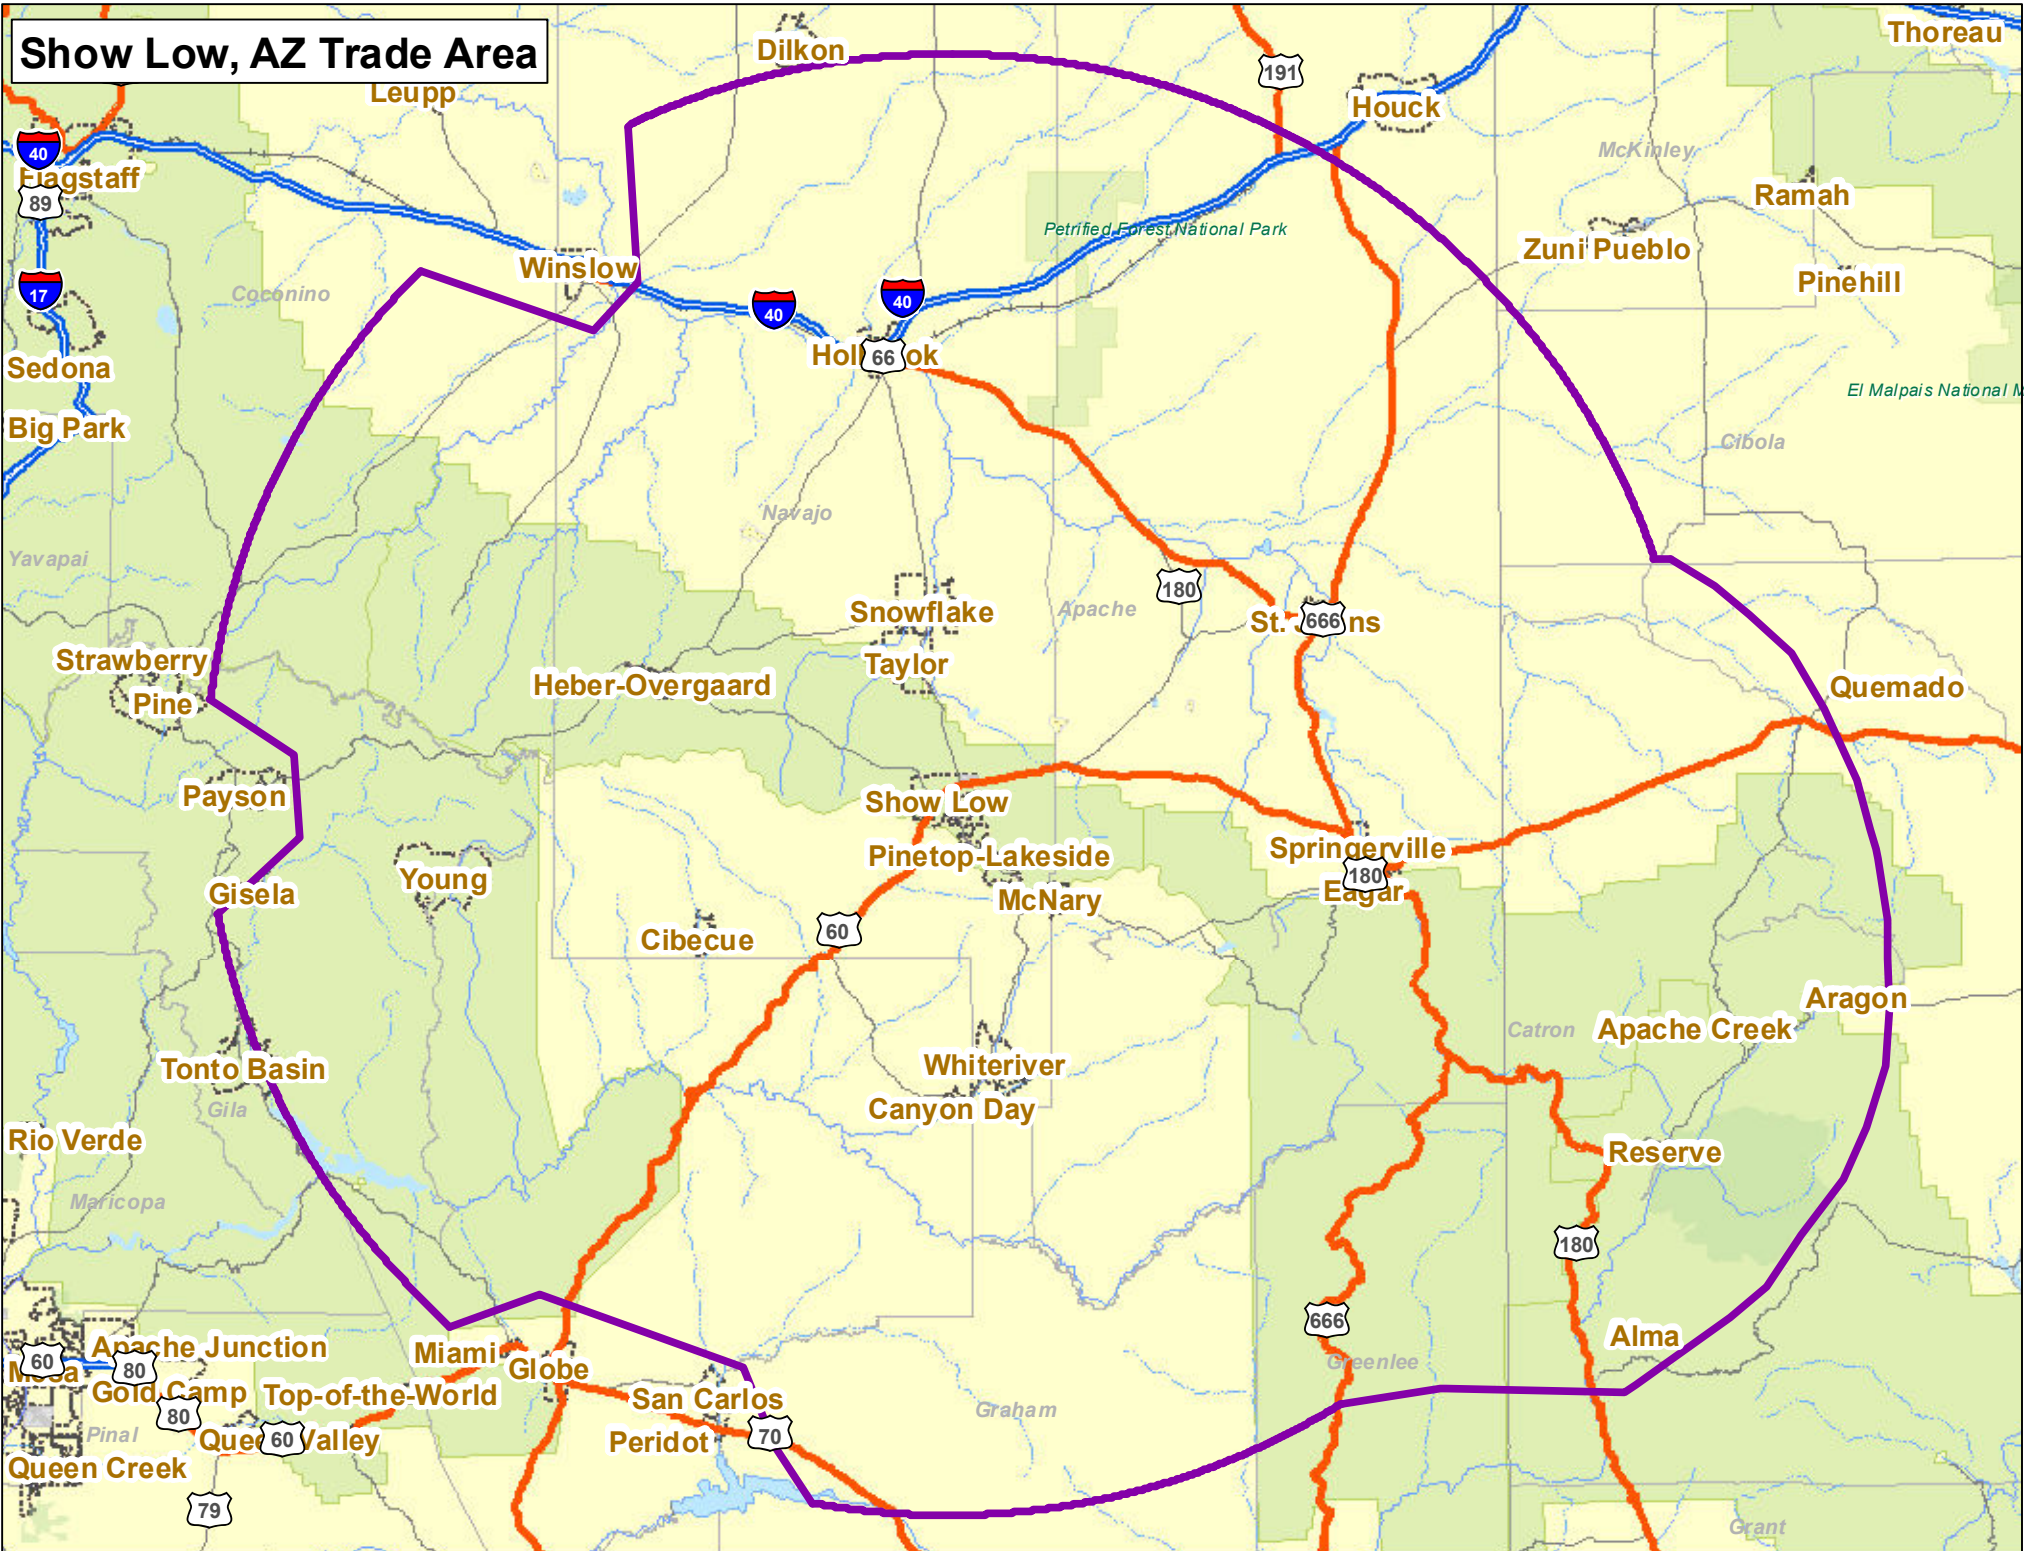 Show Low, AZ Trade Area
Dilkon
Thoreau
191
Leupp
Houck
40
Flagstaff
McKinley
89
Ramah
Petrified Forest National Park
Zuni Pueblo
Winslow
Pinehill
17
Coconino
40
40
Sedona
66
El Malpais National M
Big Park
Cibola
Navajo
Yavapai
180
Snowflake
Apache
666
Strawberry
Taylor
Heber-Overgaard
Quemado
Pine
Payson
Show Low
Springerville
Pinetop-Lakeside
Young
180
Eagar
Gisela
McNary
60
Cibecue
Aragon
Catron
Apache Creek
Whiteriver
Tonto Basin
Canyon Day
Gila
Rio Verde
Reserve
Maricopa
180
666
Alma
Apache Junction
Miami
Greenlee
60
80
Globe
Gold Camp
Top-of-the-World
San Carlos
Graham
80
Pinal
60
Valley
Peridot
70
Queen Creek
79
Grant